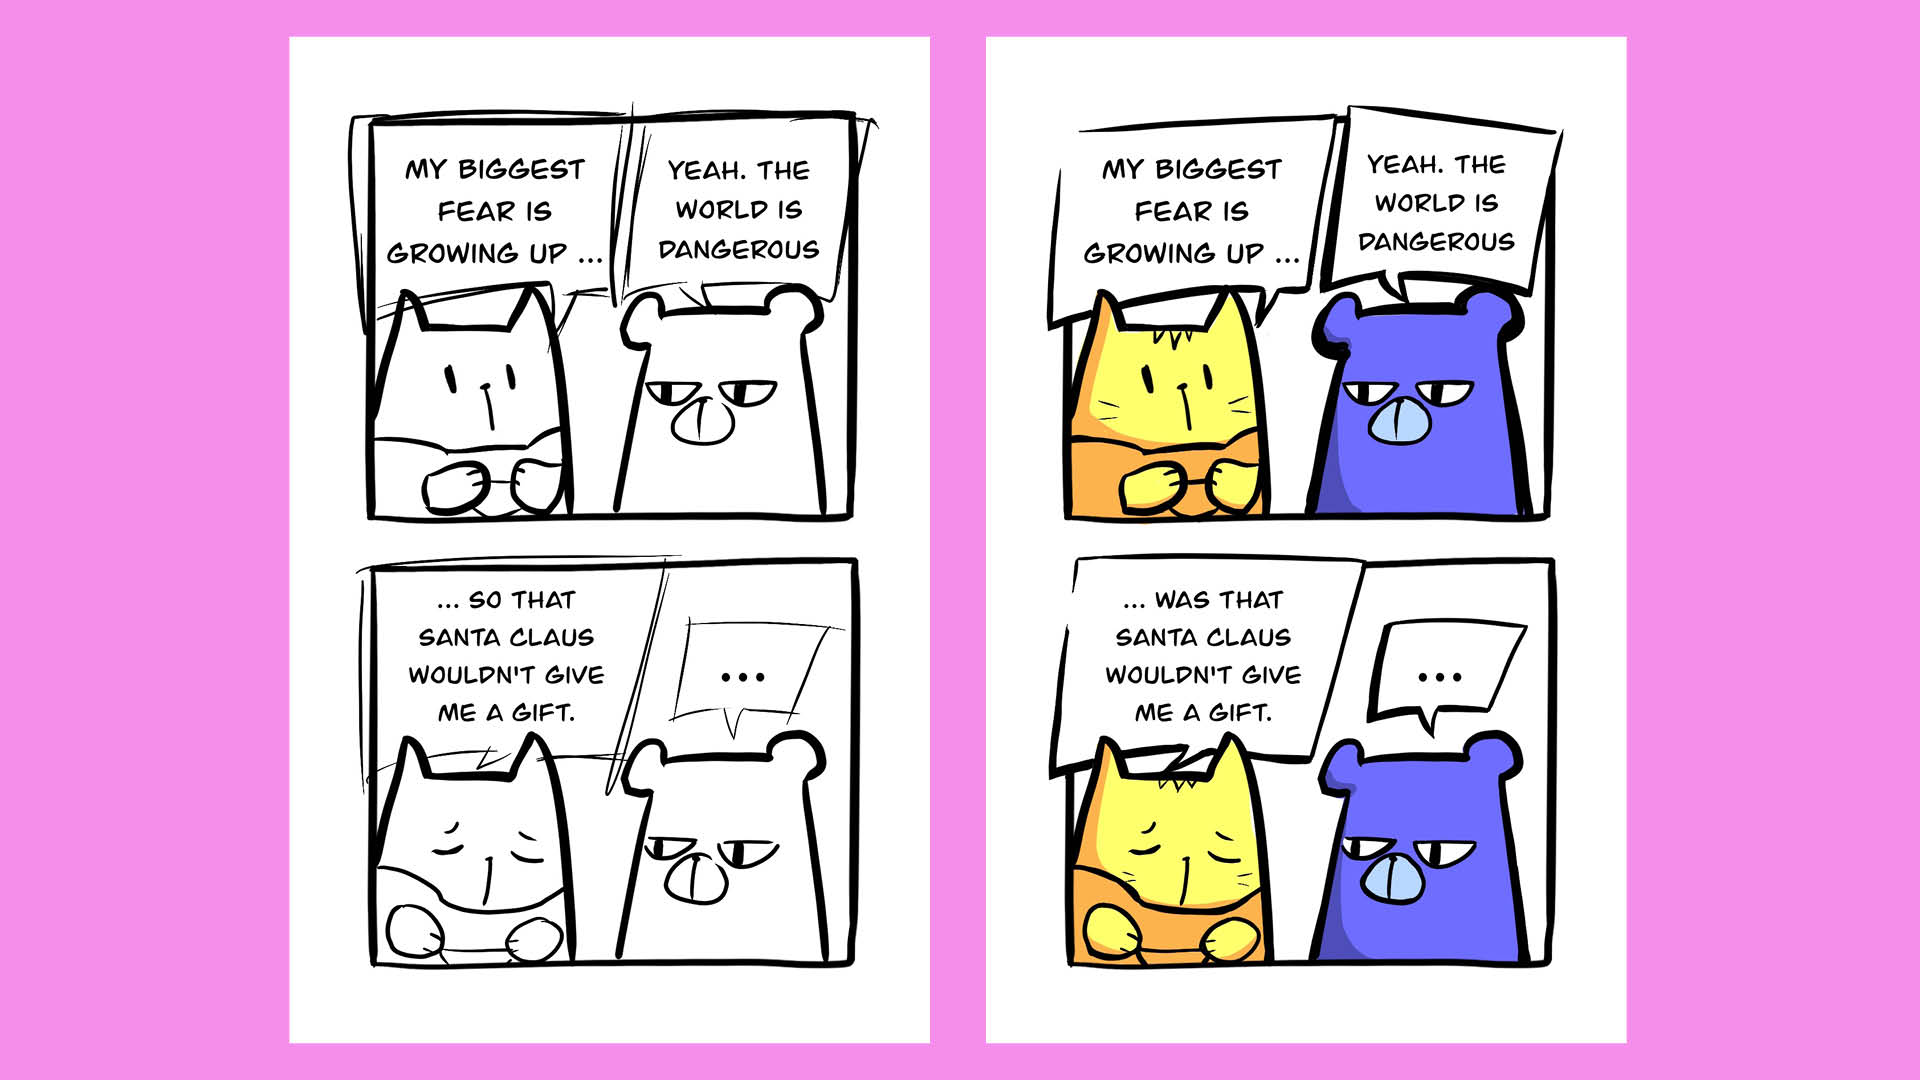 MY BIGGEST
FEAR IS
GROWING UP ...
YEAH. THE
WORLD IS
DANGEROUS
... SO THAT
SANTA CLAUS
WOULDN'T GIVE
ME A GIFT.
...
MY BIGGEST
FEAR IS
GROWING UP ...
YEAH. THE
WORLD IS
DANGEROUS
... WAS THAT
SANTA CLAUS
WOULDN'T GIVE
ME A GIFT.
...